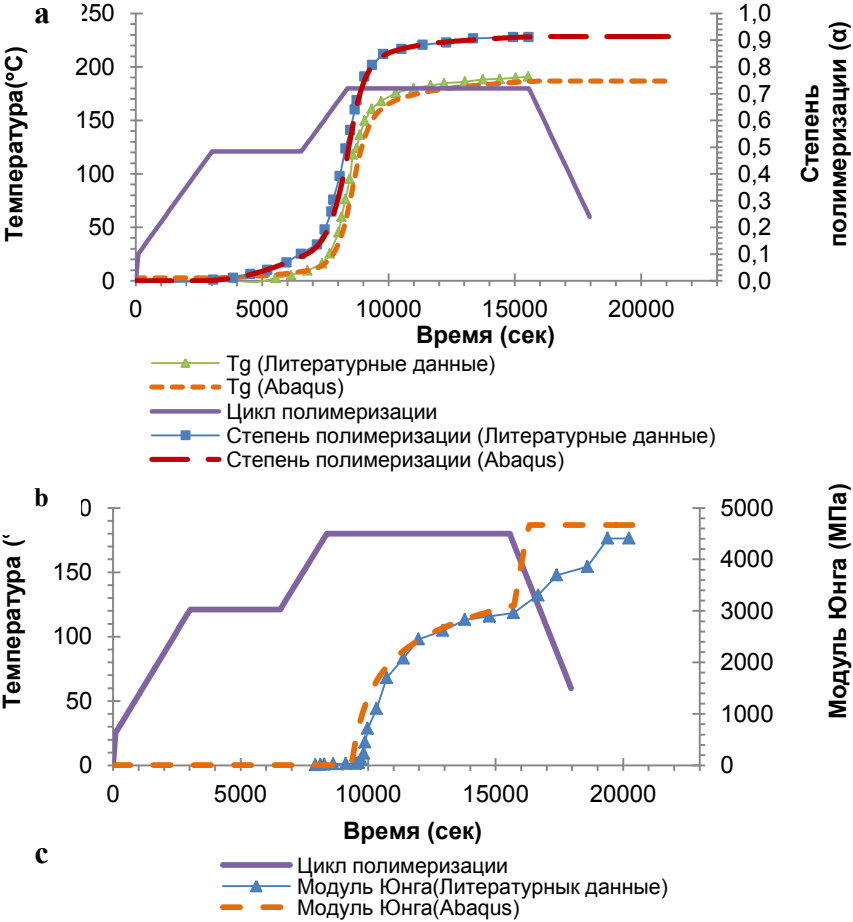 a
Температура(°C)
250
200
150
100
50
0
1,0
0,9
0,8
0,7
0,6
0,5
0,4
0,3
0,2
0,1
0,0
Степень
полимеризации (α)
0 5000 10000 15000 20000
Время (сек)
Tg (Литературные данные)
Tg (Abaqus)
Цикл полимеризации
Степень полимеризации (Литературные данные)
Степень полимеризации (Abaqus)
b
Температура (
150
100
50
0
5000
4000
3000
2000
1000
0
Модуль Юнга (МПа)
0 5000 10000 15000 20000
Время (сек)
c
Цикл полимеризации
Модуль Юнга(Литературнык данные)
Модуль Юнга(Abaqus)